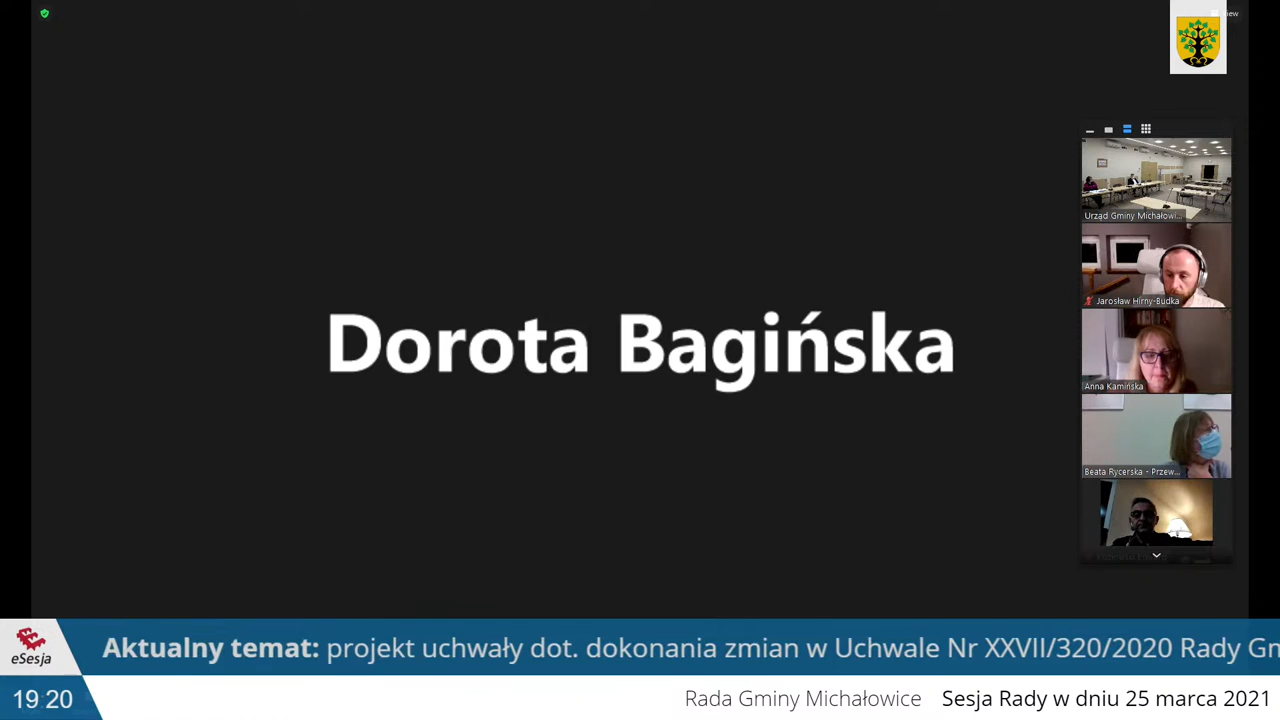 View
Dorota Bagińska
Urząd Gminy Michałowi...
Jarosław Hirny-Budka
Anna Kamińska
Beata Rycerska - Przew...
eSesja
Aktualny temat: projekt uchwały dot. dokonania zmian w Uchwale Nr XXVII/320/2020 Rady Gm
19:20
Rada Gminy Michałowice Sesja Rady w dniu 25 marca 2021